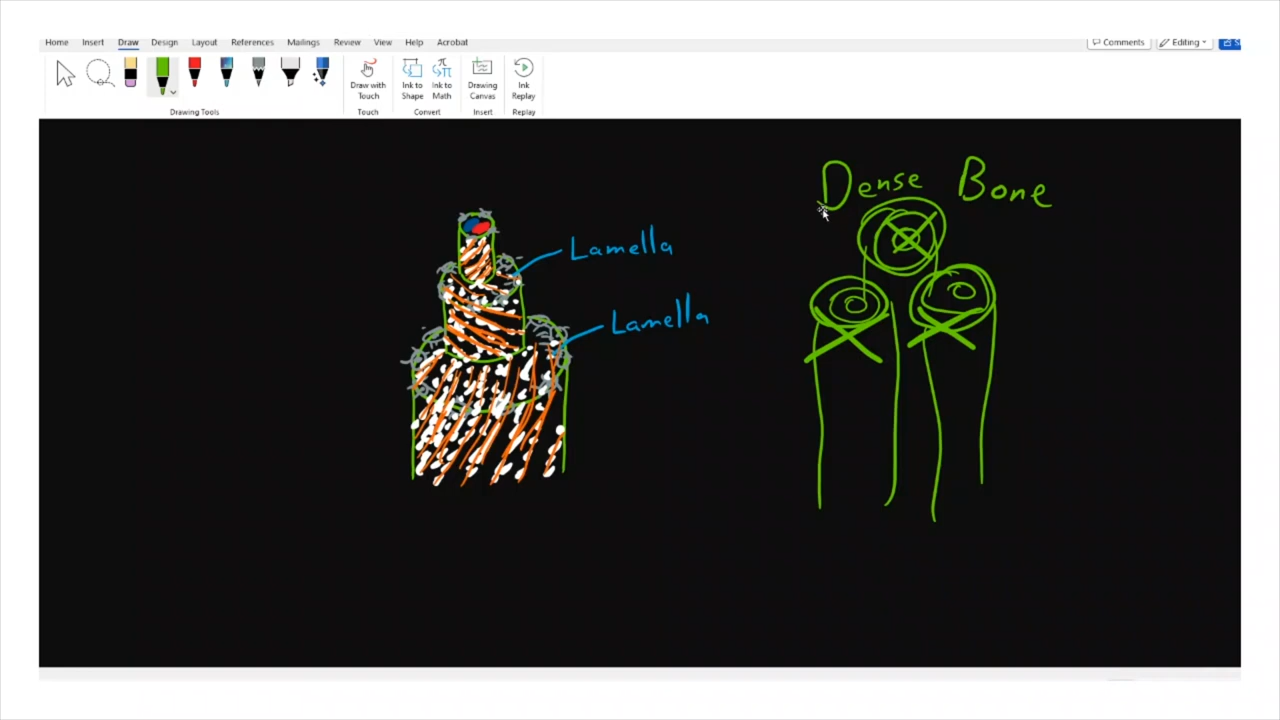 Home Insert Draw Design Layout References Mailings Review View Help Acrobat
Comments Editing
Draw with Touch
Ink to Shape
Ink to Math
Drawing Canvas
Ink Replay
Drawing Tools Touch Convert Insert Replay
Dense Bone
Lamella
Lamella